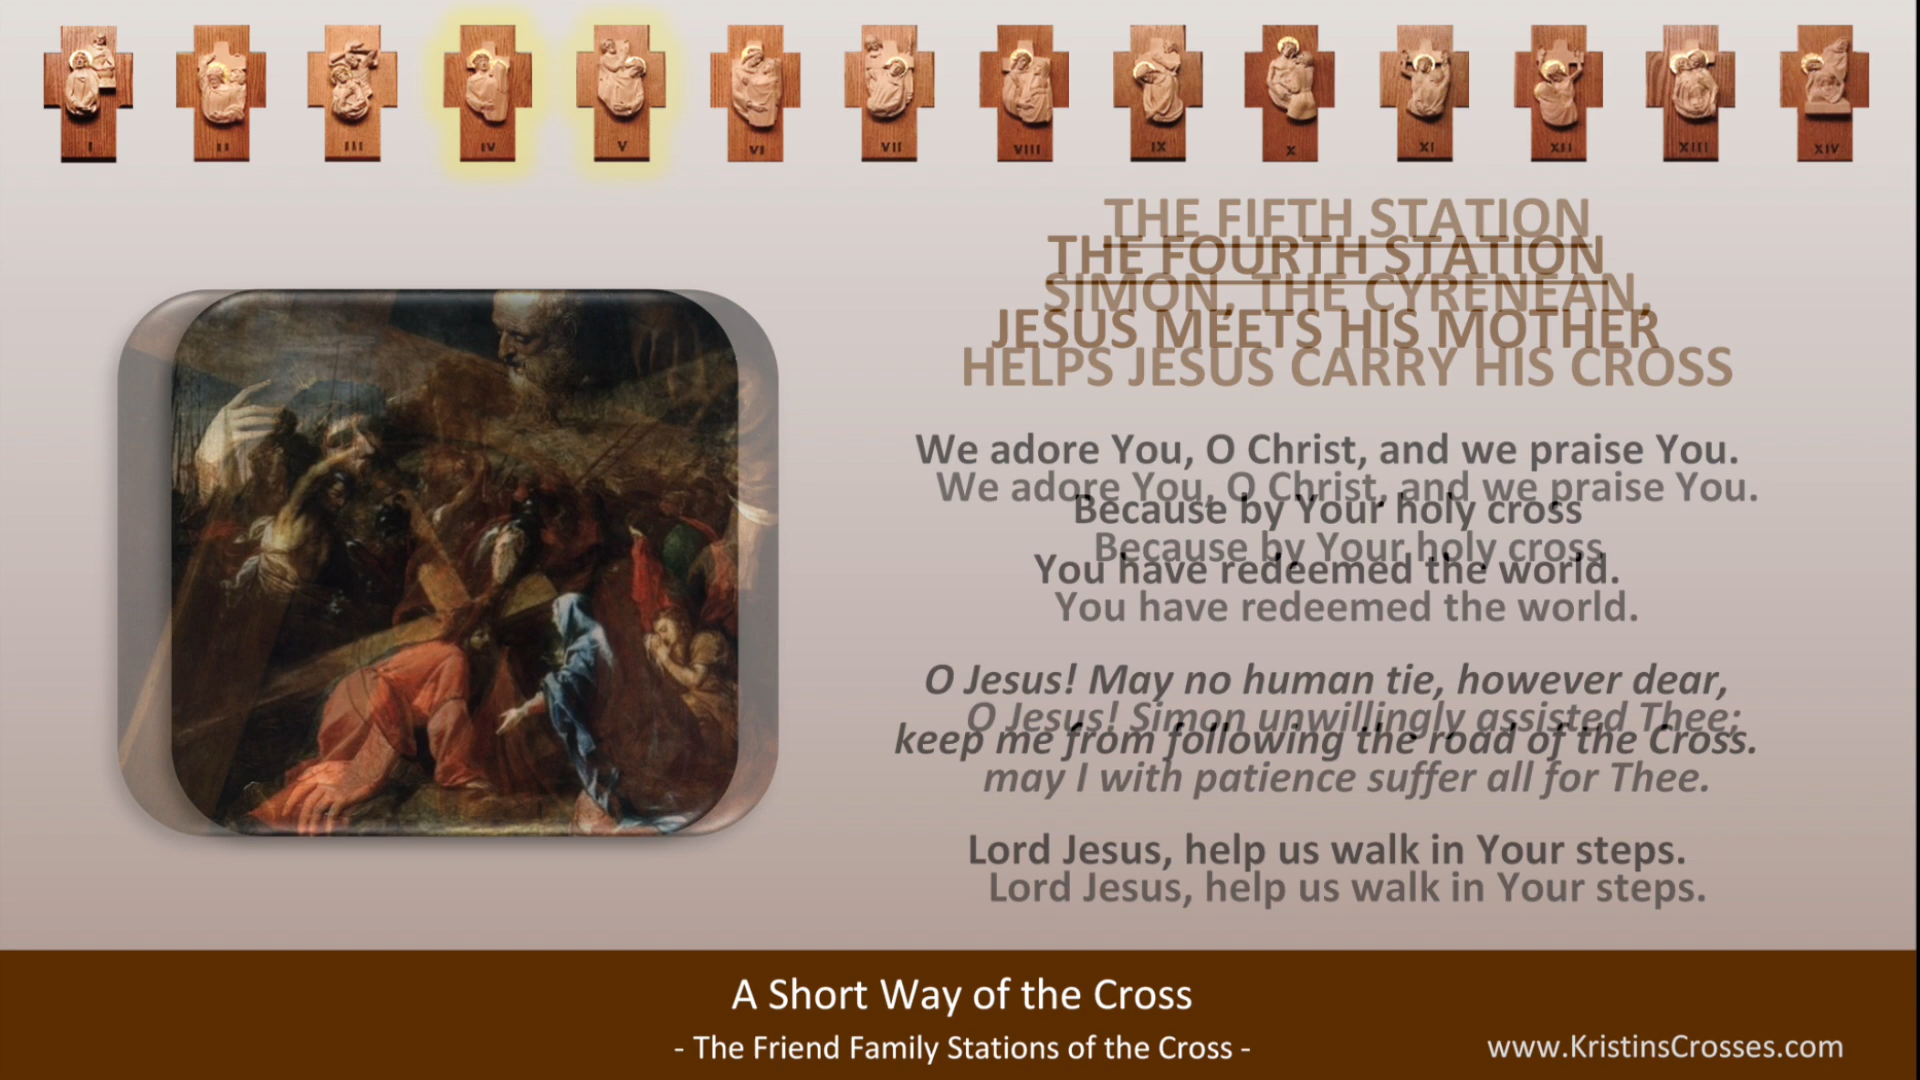 I II III IV V VI VII VIII IX X XI XII XIII XIV
THE FIFTH STATION
THE FOURTH STATION
SIMON, THE CYRENEAN,
JESUS MEETS HIS MOTHER
HELPS JESUS CARRY HIS CROSS
We adore You, O Christ, and we praise You.
We adore You, O Christ, and we praise You.
Because by Your holy cross
Because by Your holy cross
You have redeemed the world.
You have redeemed the world.
O Jesus! May no human tie, however dear,
O Jesus! Simon unwillingly assisted Thee;
keep me from following the road of the Cross.
may I with patience suffer all for Thee.
Lord Jesus, help us walk in Your steps.
Lord Jesus, help us walk in Your steps.
A Short Way of the Cross
- The Friend Family Stations of the Cross -
www.KristinsCrosses.com